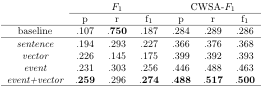 F1 CWSA-F1
p r f1 p r f1
baseline .107 .750 .187 .284 .289 .286
sentence .194 .293 .227 .366 .376 .368
vector .226 .145 .175 .399 .392 .393
event .231 .303 .256 .446 .488 .463
event+vector .259 .296 .274 .488 .517 .500